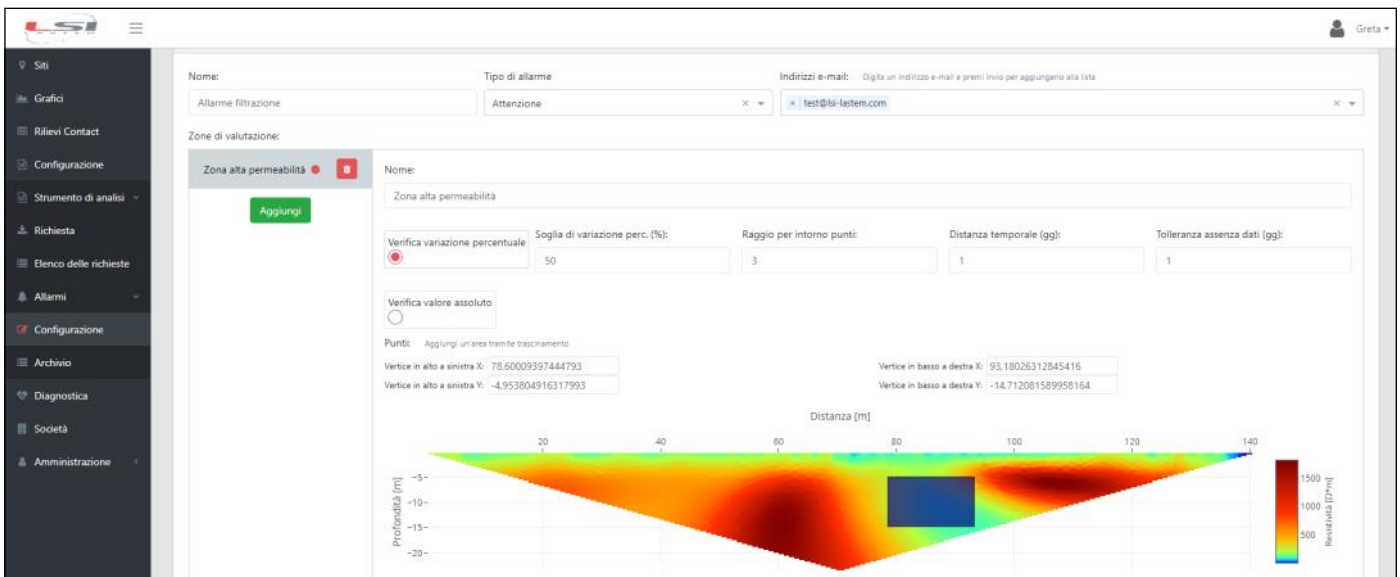 LSI
LASTEM
Greta
Siti
Grafici
Rilievi Contact
Configurazione
Strumento di analisi
Richiesta
Elenco delle richieste
Allarmi
Configurazione
Archivio
Diagnostica
Società
Amministrazione
Nome:
Allarme filtrazione
Tipo di allarme
Attenzione
Indirizzi e-mail: Digita un indirizzo e-mail e premi invio per aggiungerlo alla lista
× test@lsi-lastem.com
Zone di valutazione:
Zona alta permeabilità
Aggiungi
Nome:
Zona alta permeabilità
Verifica variazione percentuale
Soglia di variazione perc. (%):
50
Raggio per intorno punti:
3
Distanza temporale (gg):
1
Tolleranza assenza dati (gg):
1
Verifica valore assoluto
Punti: Aggiungi un'area tramite trascinamento
Vertice in alto a sinistra X: 78.60009397444793
Vertice in basso a destra X: 93.18026312845416
Vertice in alto a sinistra Y: -4.953804916317993
Vertice in basso a destra Y: -14.712081589958164
Distanza [m]
20 40 60 80 100 120 140
Profondità [m]
−5
−10
−15
−20
1500
1000
500
Resistività [Ω*m]